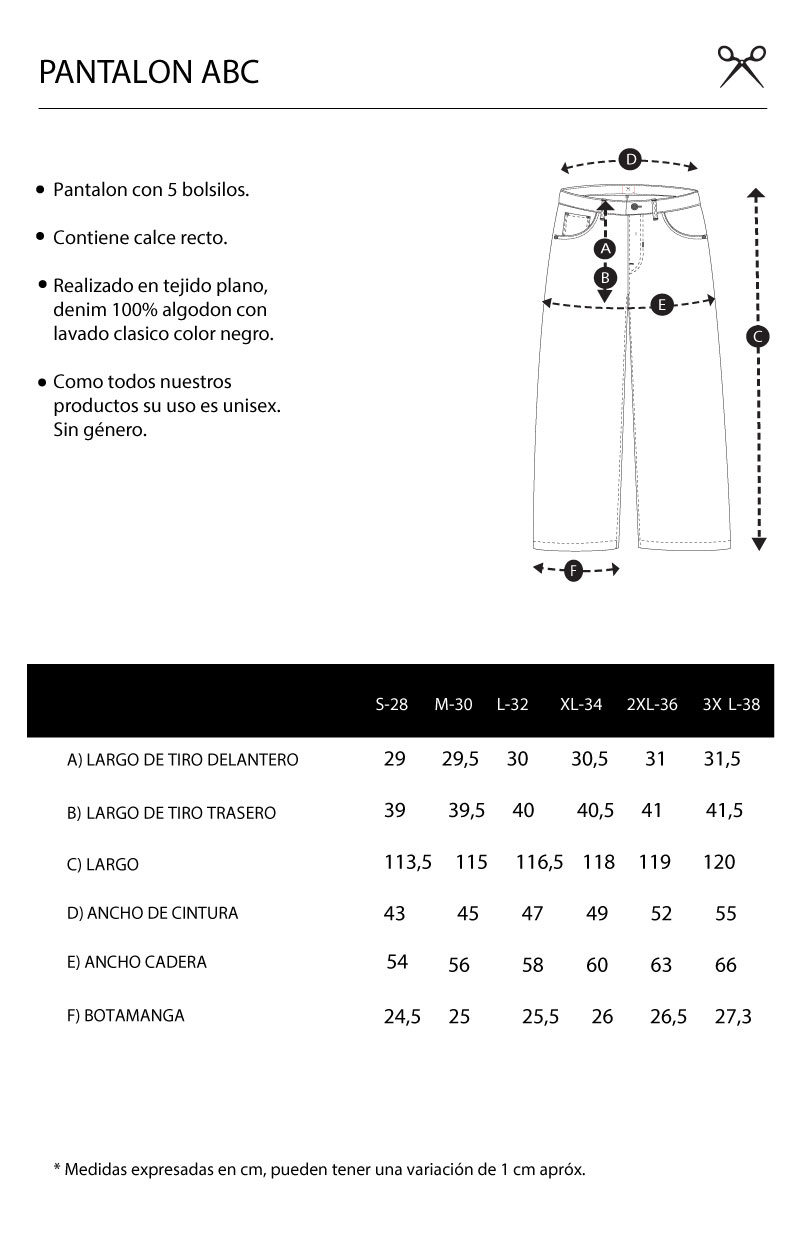 PANTALON ABC
• Pantalon con 5 bolsilos.
• Contiene calce recto.
• Realizado en tejido plano,
denim 100% algodon con
lavado clasico color negro.
• Como todos nuestros
productos su uso es unisex.
Sin género.
D
A
B
E
C
F
S-28 M-30 L-32 XL-34 2XL-36 3X L-38
A) LARGO DE TIRO DELANTERO 29 29,5 30 30,5 31 31,5
B) LARGO DE TIRO TRASERO 39 39,5 40 40,5 41 41,5
C) LARGO 113,5 115 116,5 118 119 120
D) ANCHO DE CINTURA 43 45 47 49 52 55
E) ANCHO CADERA 54 56 58 60 63 66
F) BOTAMANGA 24,5 25 25,5 26 26,5 27,3
* Medidas expresadas en cm, pueden tener una variación de 1 cm apróx.